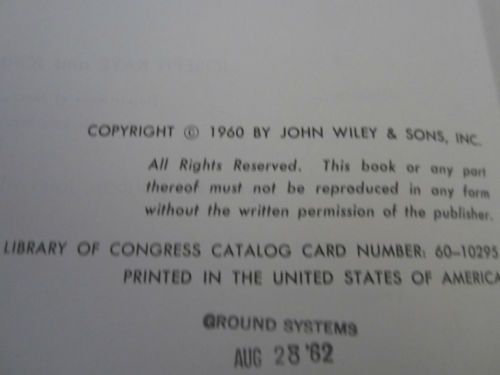 COPYRIGHT © 1960 BY JOHN WILEY & SONS, INC.
All Rights Reserved. This book or any part
thereof must not be reproduced in any form
without the written permission of the publisher.
LIBRARY OF CONGRESS CATALOG CARD NUMBER: 60–10295
PRINTED IN THE UNITED STATES OF AMERICA
GROUND SYSTEMS
AUG 28 '62